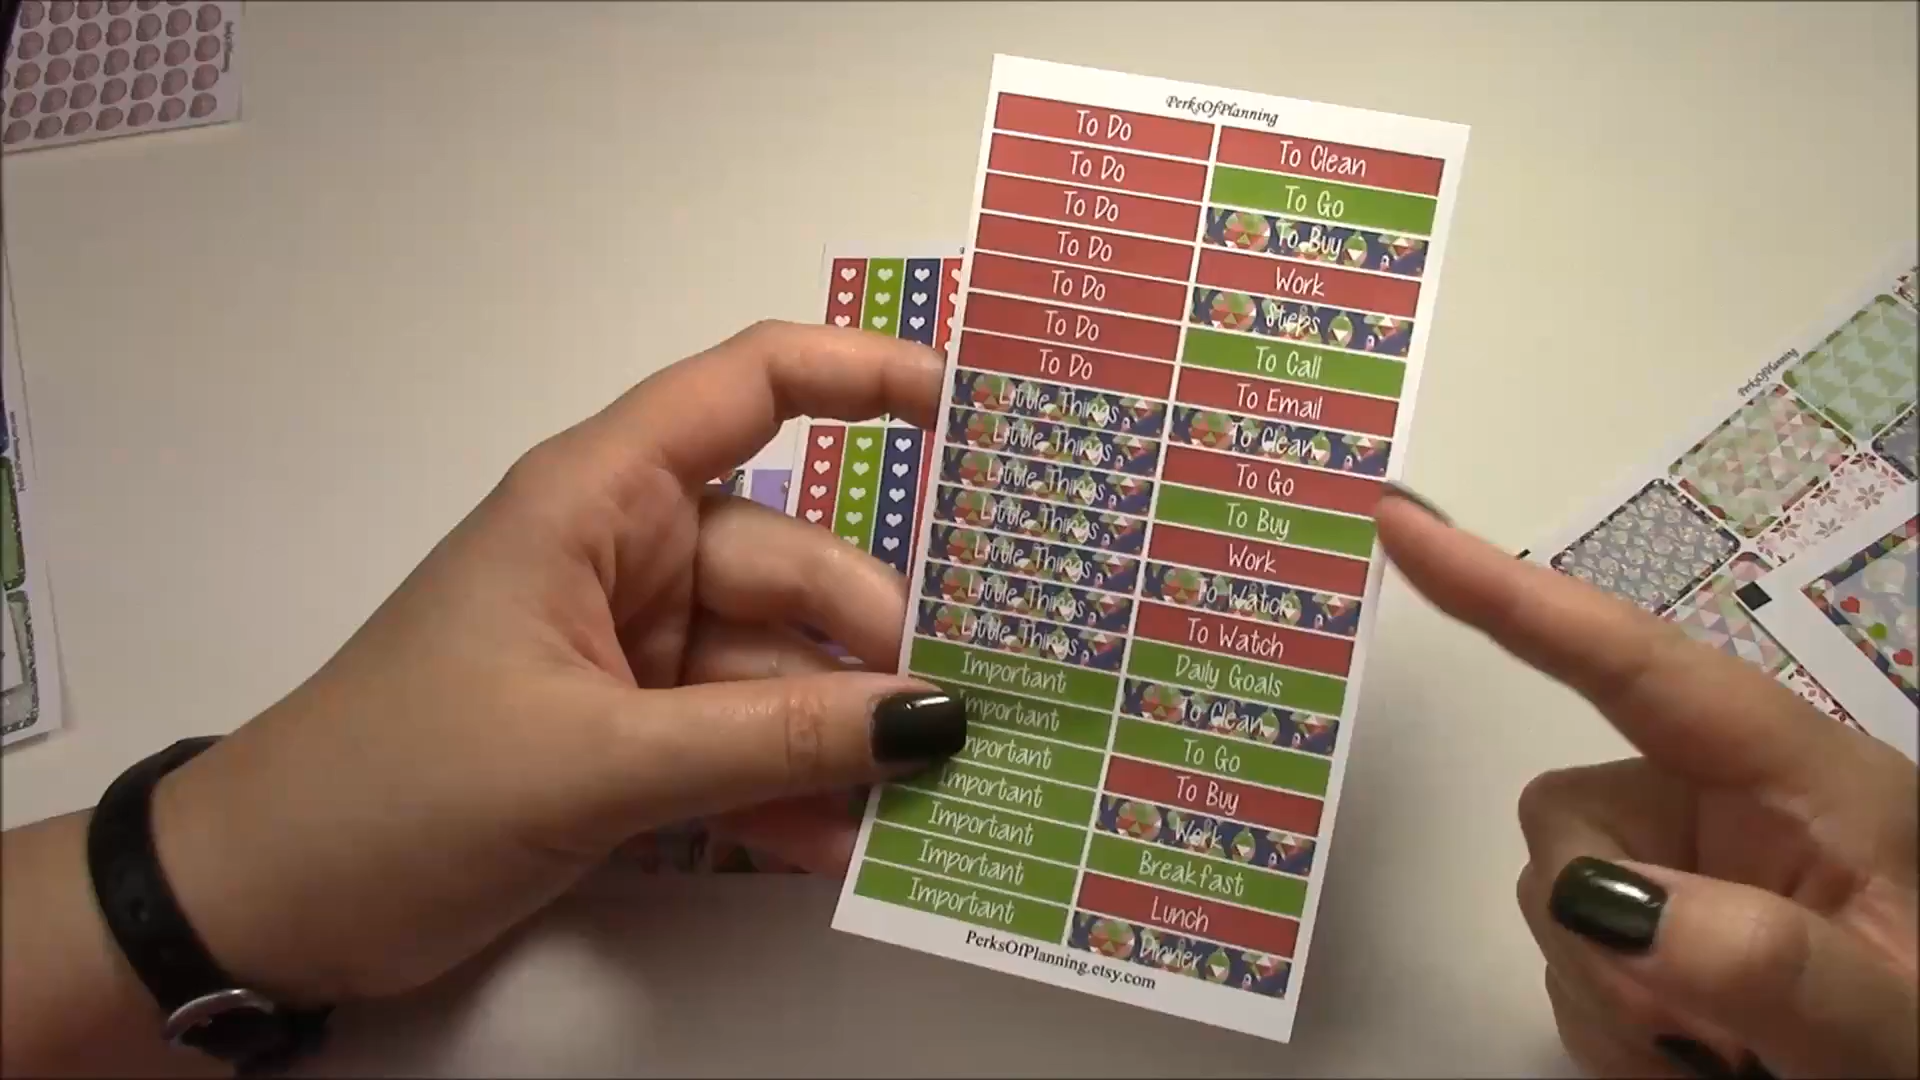 PerksOfPlanning
To Do
To Do
To Do
To Do
To Do
To Do
To Do
Little Things
Little Things
Little Things
Little Things
Little Things
Little Things
Little Things
Important
Important
Important
Important
Important
Important
Important
To Clean
To Go
To Buy
Work
Steps
To Call
To Email
To Clean
To Go
To Buy
Work
To Watch
To Watch
Daily Goals
To Clean
To Go
To Buy
Work
Breakfast
Lunch
Dinner
PerksOfPlanning.etsy.com
PerksOfPlanning